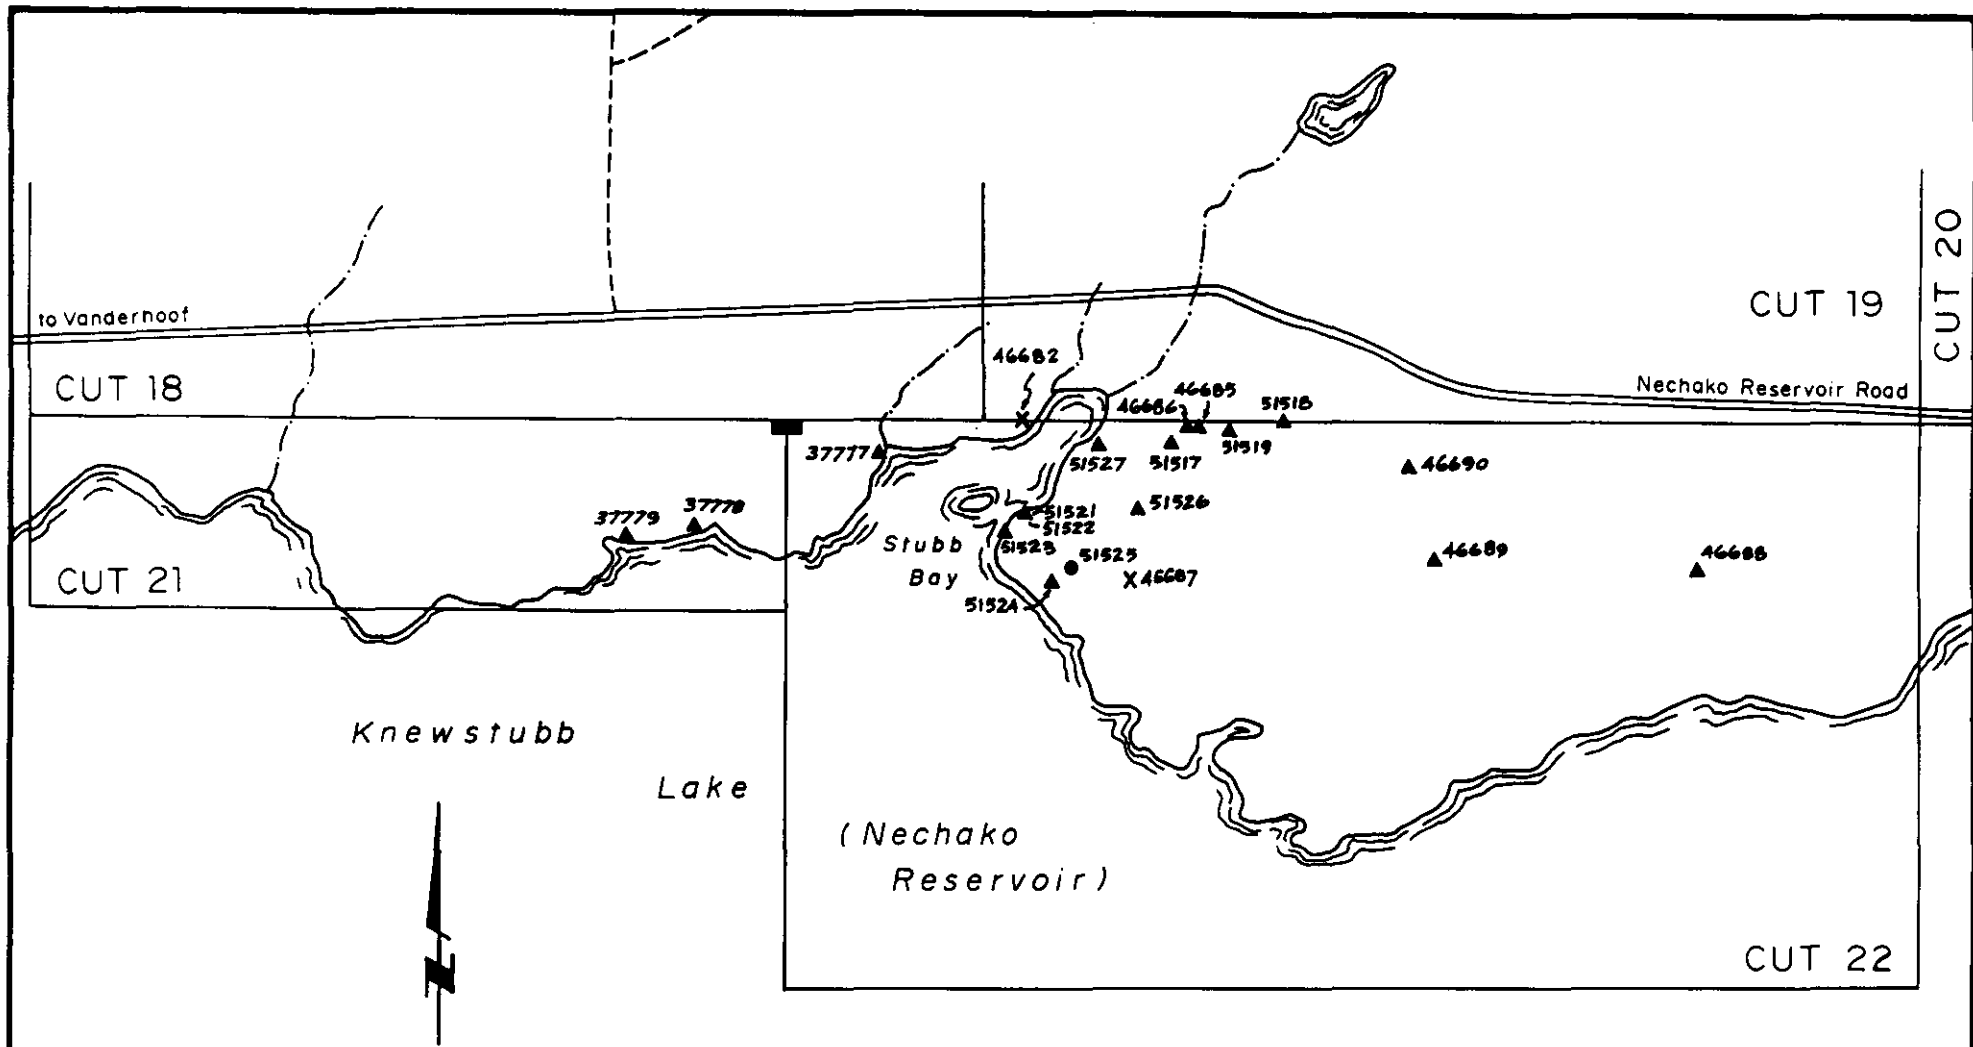 CUT 20
CUT 19
to Vanderhoof
46682
CUT 18
Nechako Reservoir Road
46685
46686
51518
51519
37777
51527
51517
46690
37779
37778
51526
51521
51522
51523
Stubb
Bay
51525
46689
46688
CUT 21
46687
51524
Knewstubb
Lake
(Nechako
Reservoir)
CUT 22
N